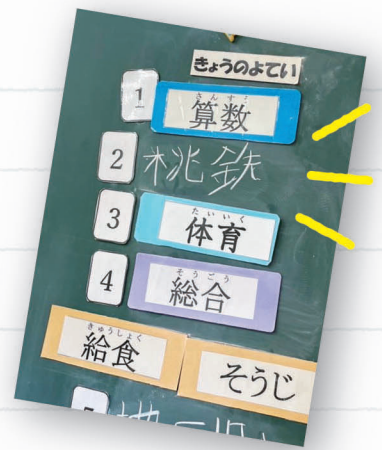 きょうのよてい
1 さんすう
算数
2 桃鉄
3 たいいく
体育
4 そうごう
総合
きゅうしょく
給食 そうじ